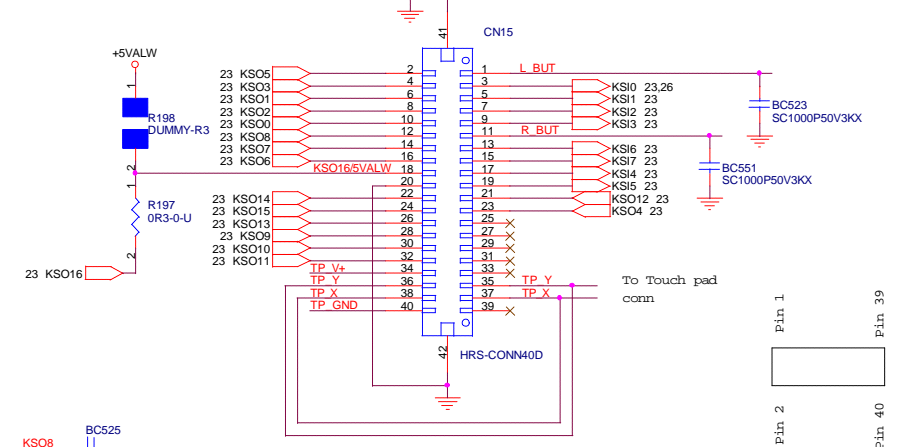 41
CN15
+5VALW
1
R198
DUMMY-R3
2
1
R197
0R3-0-U
2
23 KSO16
23 KSO5 2
23 KSO3 4
23 KSO1 6
23 KSO2 8
23 KSO0 10
23 KSO8 12
23 KSO7 14
23 KSO6 16
KSO16/5VALW 18
20
23 KSO14 22
23 KSO15 24
23 KSO13 26
23 KSO9 28
23 KSO10 30
23 KSO11 32
TP_V+ 34
TP_Y 36
TP_X 38
TP_GND 40
1 L_BUT
3 KSI0 23,26
5 KSI1 23
7 KSI2 23
9 KSI3 23
11 R_BUT
13 KSI6 23
15 KSI7 23
17 KSI4 23
19 KSI5 23
21 KSO12 23
23 KSO4 23
25
27
29
31
33
35 TP_Y
37 TP_X
39
42
HRS-CONN40D
BC523
SC1000P50V3KX
BC551
SC1000P50V3KX
To Touch pad
conn
Pin 1
Pin 39
Pin 2
Pin 40
BC525
KSO8